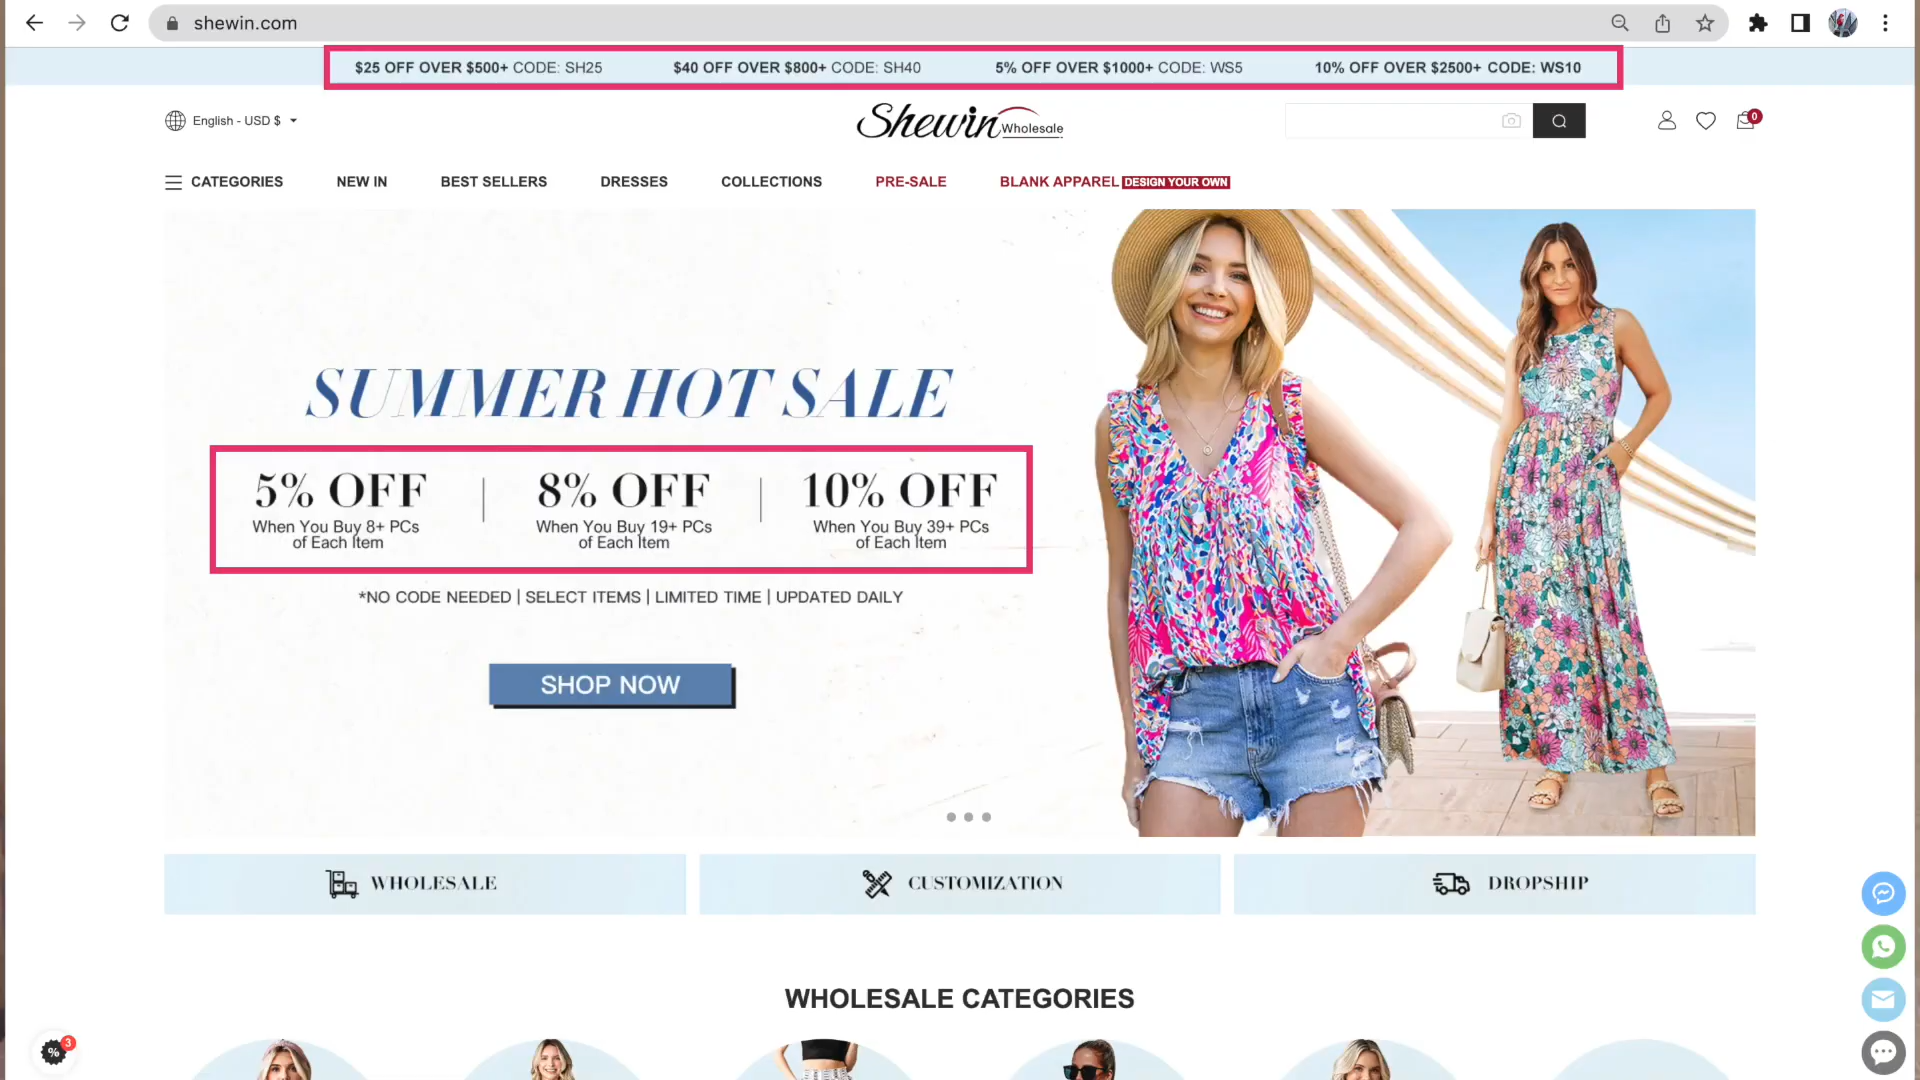 shewin.com
$25 OFF OVER $500+ CODE: SH25 $40 OFF OVER $800+ CODE: SH40 5% OFF OVER $1000+ CODE: WS5 10% OFF OVER $2500+ CODE: WS10
English - USD $
Shewin Wholesale
0
CATEGORIES NEW IN BEST SELLERS DRESSES COLLECTIONS PRE-SALE BLANK APPAREL DESIGN YOUR OWN
SUMMER HOT SALE
5% OFF
When You Buy 8+ PCs
of Each Item
8% OFF
When You Buy 19+ PCs
of Each Item
10% OFF
When You Buy 39+ PCs
of Each Item
*NO CODE NEEDED | SELECT ITEMS | LIMITED TIME | UPDATED DAILY
SHOP NOW
WHOLESALE
CUSTOMIZATION
DROPSHIP
WHOLESALE CATEGORIES
%
3